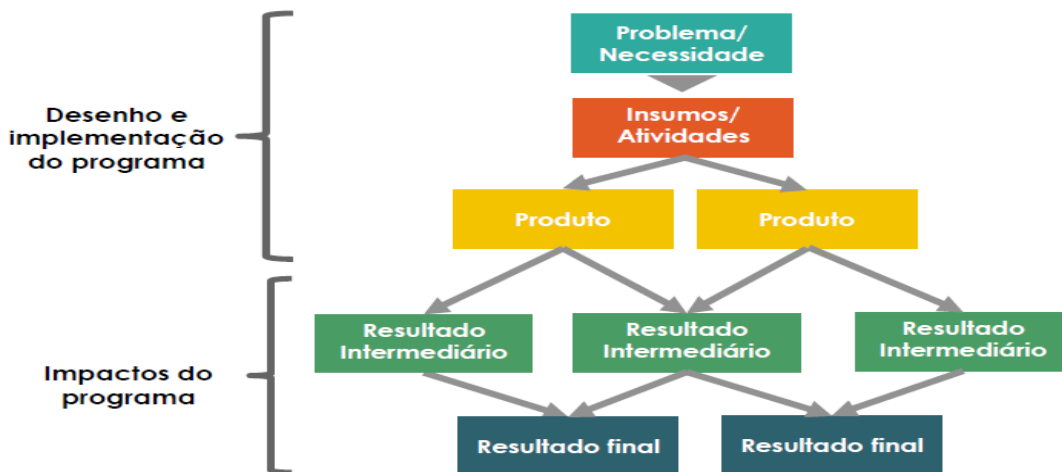 Problema/
Necessidade
Desenho e
implementação
do programa
Insumos/
Atividades
Produto
Produto
Impactos do
programa
Resultado
Intermediário
Resultado
Intermediário
Resultado
Intermediário
Resultado final
Resultado final